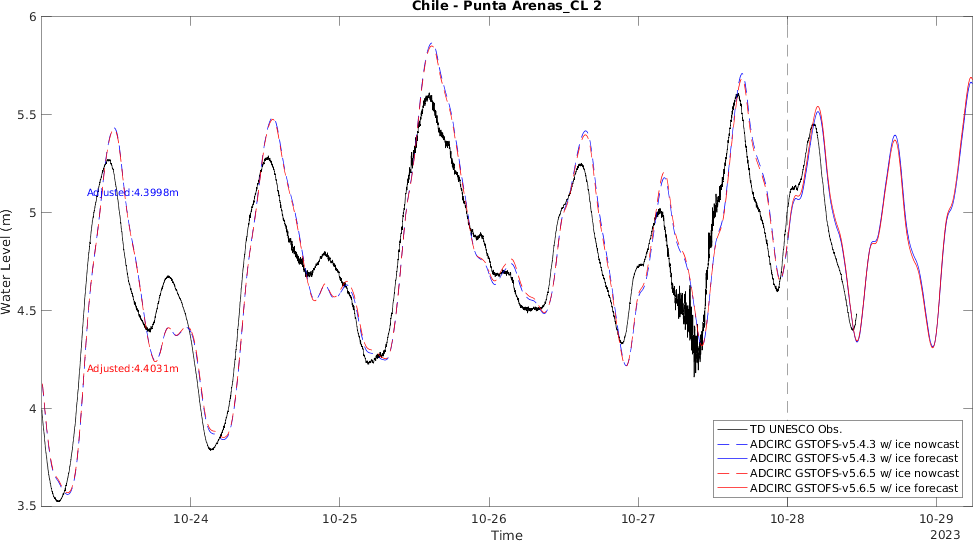 Chile - Punta Arenas_CL 2
6
5.5
5
4.5
4
3.5
Water Level (m)
Adjusted:4.3998m
Adjusted:4.4031m
TD UNESCO Obs.
ADCIRC GSTOFS-v5.4.3 w/ ice nowcast
ADCIRC GSTOFS-v5.4.3 w/ ice forecast
ADCIRC GSTOFS-v5.6.5 w/ ice nowcast
ADCIRC GSTOFS-v5.6.5 w/ ice forecast
10-24
10-25
10-26
10-27
10-28
10-29
Time
2023